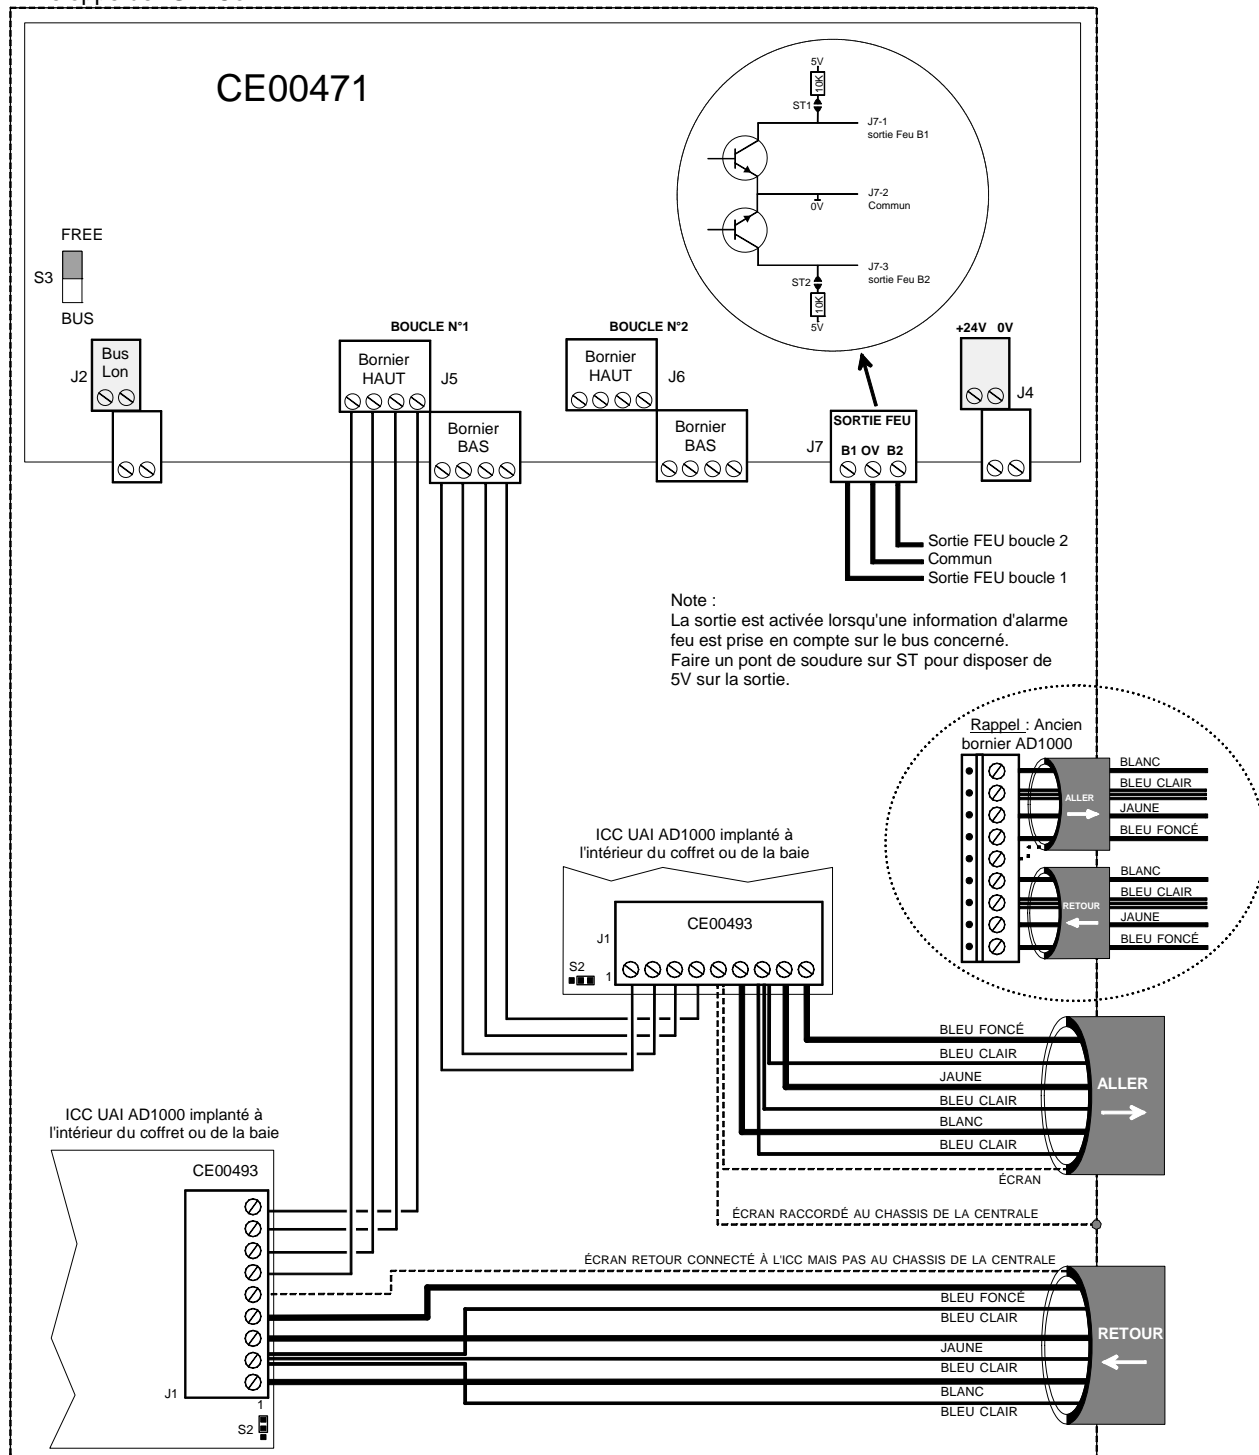 CE00471
5V
10K
ST1
J7-1
sortie Feu B1
J7-2
Commun
0V
J7-3
sortie Feu B2
ST2
10K
5V
FREE
S3
BUS
BOUCLE N°1
BOUCLE N°2
+24V 0V
Bus
Lon
J2
Bornier
HAUT
J5
Bornier
BAS
Bornier
HAUT
J6
Bornier
BAS
J4
SORTIE FEU
J7
B1 OV B2
Sortie FEU boucle 2
Commun
Sortie FEU boucle 1
Note :
La sortie est activée lorsqu'une information d'alarme
feu est prise en compte sur le bus concerné.
Faire un pont de soudure sur ST pour disposer de
5V sur la sortie.
Rappel : Ancien
bornier AD1000
BLANC
BLEU CLAIR
ALLER
JAUNE
BLEU FONCÉ
BLANC
BLEU CLAIR
RETOUR
JAUNE
BLEU FONCÉ
ICC UAI AD1000 implanté à
l'intérieur du coffret ou de la baie
CE00493
J1
S2
1
BLEU FONCÉ
BLEU CLAIR
JAUNE
ALLER
BLEU CLAIR
BLANC
BLEU CLAIR
ÉCRAN
ÉCRAN RACCORDÉ AU CHASSIS DE LA CENTRALE
ICC UAI AD1000 implanté à
l'intérieur du coffret ou de la baie
CE00493
ÉCRAN RETOUR CONNECTÉ À L'ICC MAIS PAS AU CHASSIS DE LA CENTRALE
BLEU FONCÉ
BLEU CLAIR
RETOUR
JAUNE
BLEU CLAIR
BLANC
BLEU CLAIR
J1
1
S2